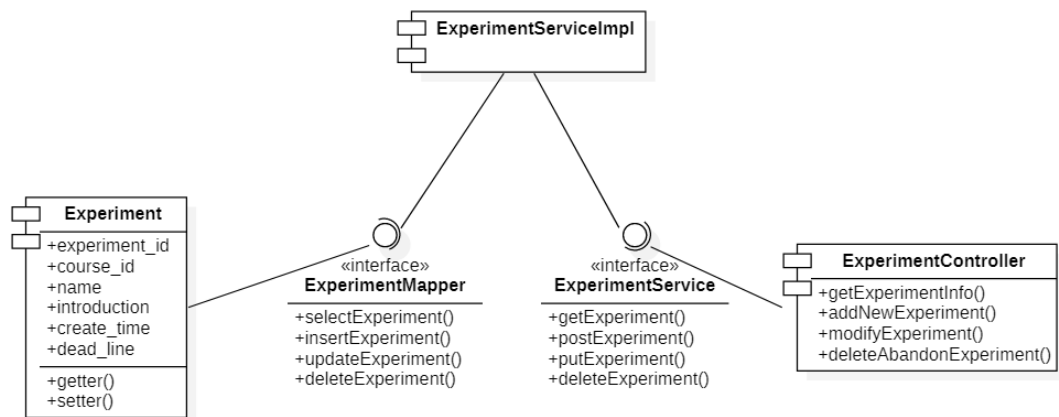 ExperimentServiceImpl
Experiment
+experiment_id
+course_id
+name
+introduction
+create_time
+dead_line
+getter()
+setter()
«interface»
ExperimentMapper
+selectExperiment()
+insertExperiment()
+updateExperiment()
+deleteExperiment()
«interface»
ExperimentService
+getExperiment()
+postExperiment()
+putExperiment()
+deleteExperiment()
ExperimentController
+getExperimentInfo()
+addNewExperiment()
+modifyExperiment()
+deleteAbandonExperiment()